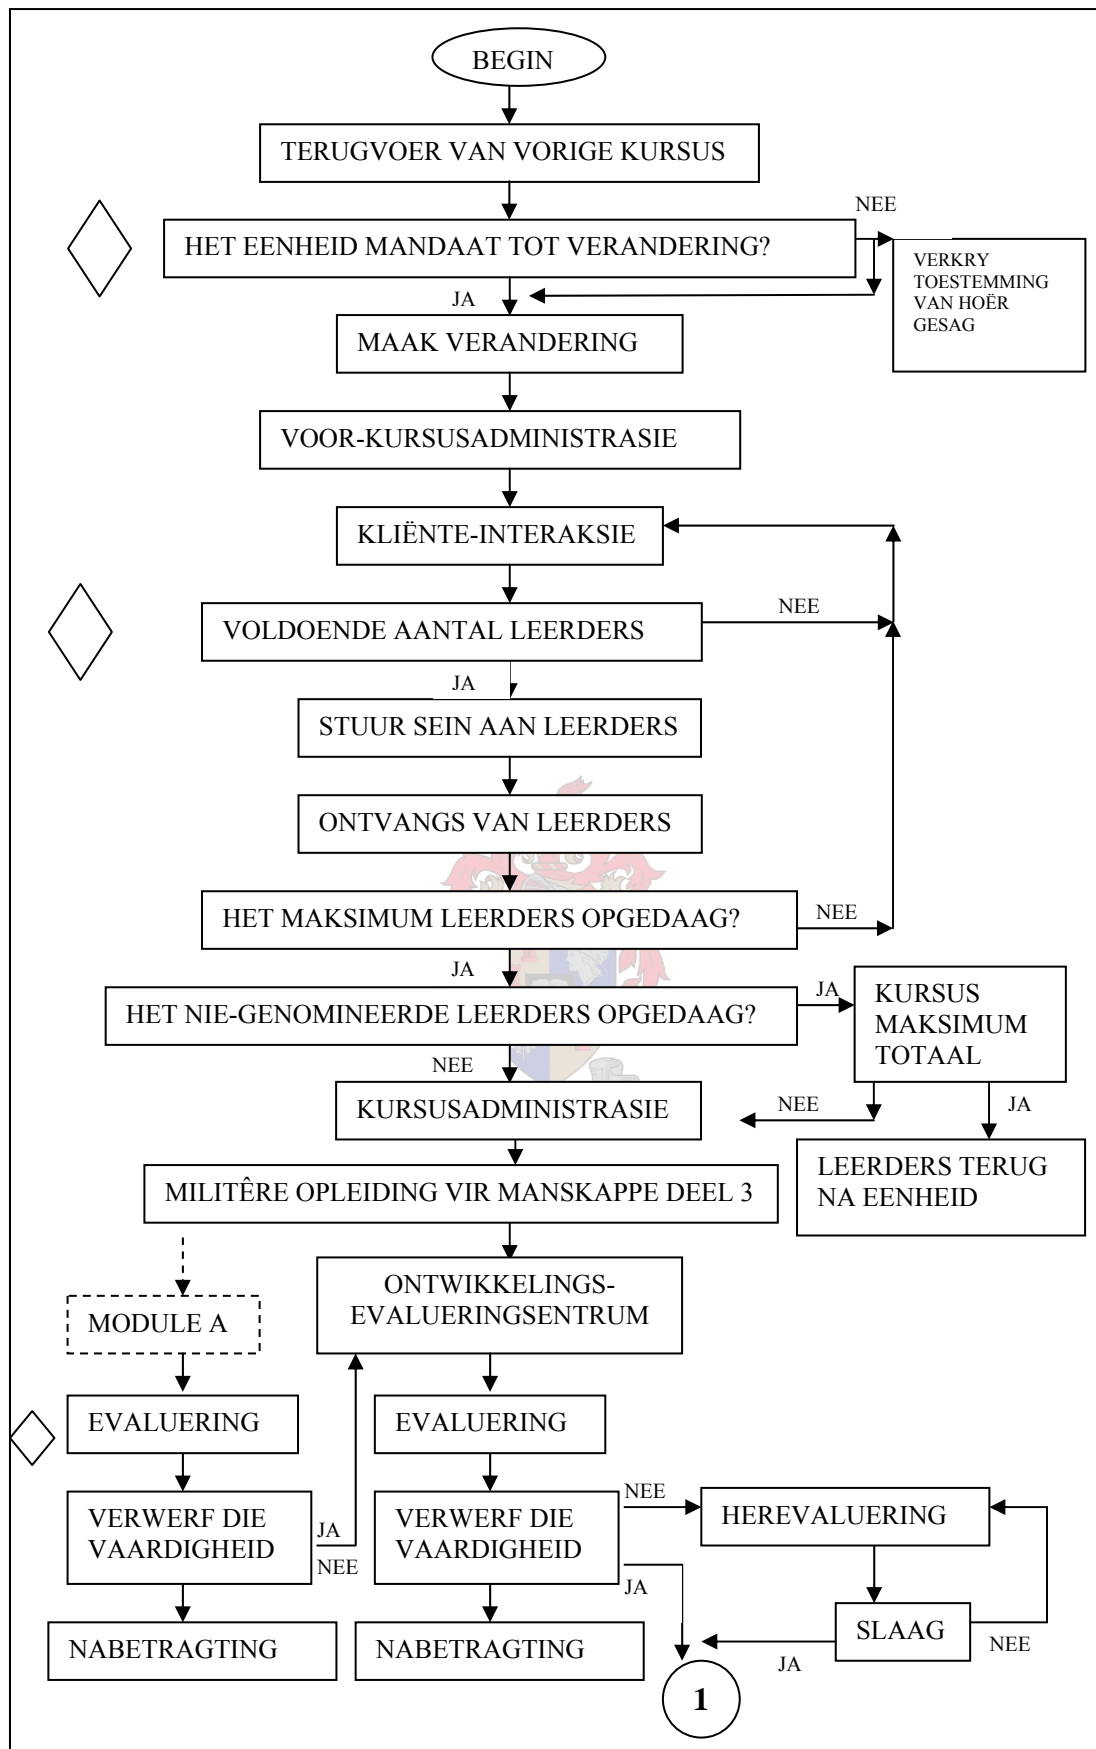 BEGIN
TERUGVOER VAN VORIGE KURSUS
NEE
HET EENHEID MANDAAT TOT VERANDERING?
VERKRY
TOESTEMMING
VAN HOËR
GESAG
JA
MAAK VERANDERING
VOOR-KURSUSADMINISTRASIE
KLIËNTE-INTERAKSIE
NEE
VOLDOENDE AANTAL LEERDERS
JA
STUUR SEIN AAN LEERDERS
ONTVANGS VAN LEERDERS
HET MAKSIMUM LEERDERS OPGEDAAG?
NEE
JA
HET NIE-GENOMINEERDE LEERDERS OPGEDAAG?
JA
KURSUS
MAKSIMUM
TOTAAL
NEE
KURSUSADMINISTRASIE
NEE
JA
LEERDERS TERUG
NA EENHEID
MILITÊRE OPLEIDING VIR MANSKAPPE DEEL 3
ONTWIKKELINGS-
EVALUERINGSENTRUM
MODULE A
EVALUERING
EVALUERING
VERWERF DIE
VAARDIGHEID
JA
NEE
VERWERF DIE
VAARDIGHEID
NEE
JA
HEREVALUERING
SLAAG
NEE
JA
NABETRAGTING
NABETRAGTING
1